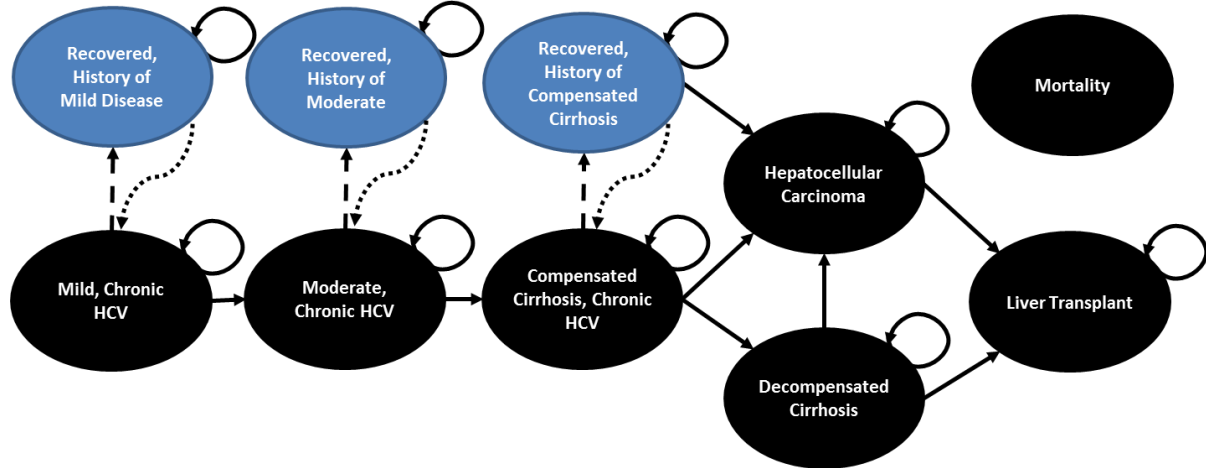 Recovered,
History of
Mild Disease
Recovered,
History of
Moderate
Recovered,
History of
Compensated
Cirrhosis
Mortality
Hepatocellular
Carcinoma
Mild, Chronic
HCV
Moderate,
Chronic HCV
Compensated
Cirrhosis, Chronic
HCV
Liver Transplant
Decompensated
Cirrhosis